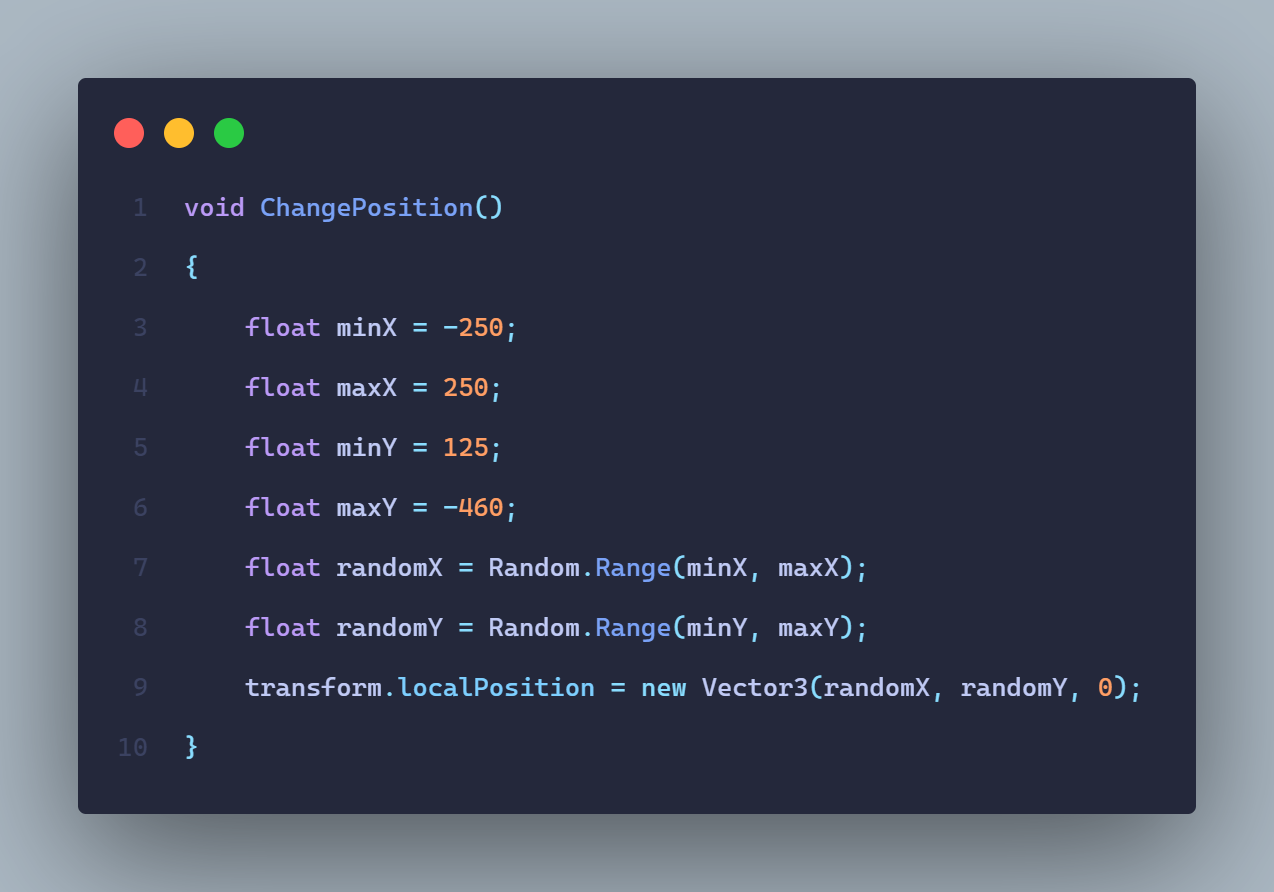 1 void ChangePosition()
2 {
3     float minX = -250;
4     float maxX = 250;
5     float minY = 125;
6     float maxY = -460;
7     float randomX = Random.Range(minX, maxX);
8     float randomY = Random.Range(minY, maxY);
9     transform.localPosition = new Vector3(randomX, randomY, 0);
10 }